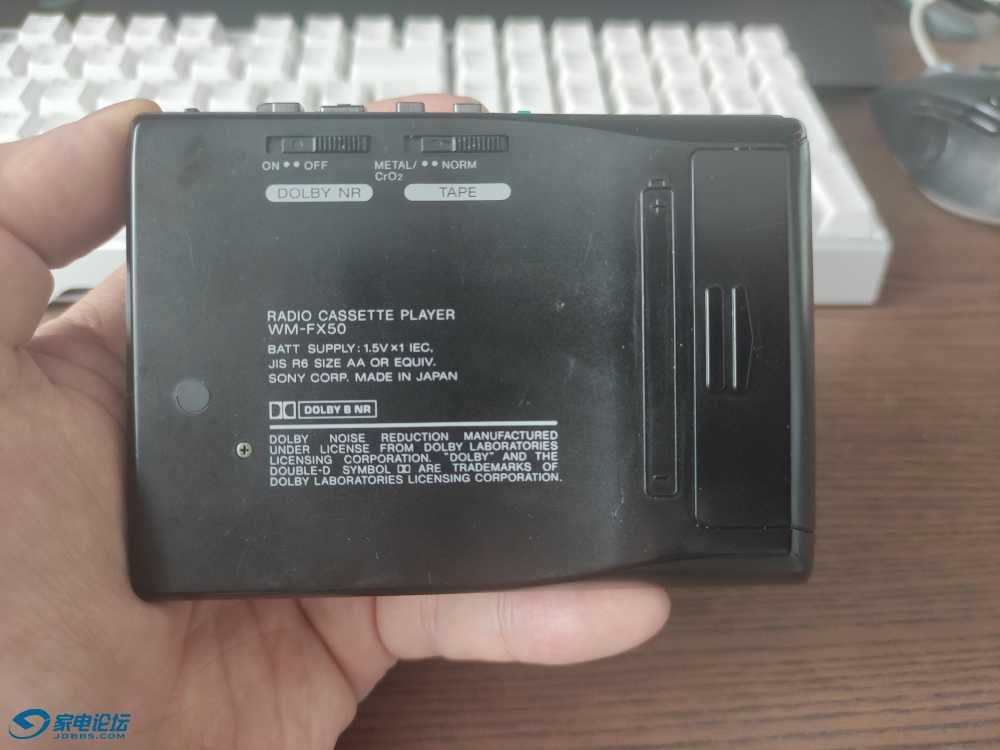 ON •• OFF
METAL/ •• NORM
CrO₂
DOLBY NR
TAPE
+
RADIO CASSETTE PLAYER
WM-FX50
BATT SUPPLY: 1.5V×1 IEC,
JIS R6 SIZE AA OR EQUIV.
SONY CORP. MADE IN JAPAN
DOLBY B NR
DOLBY NOISE REDUCTION MANUFACTURED
UNDER LICENSE FROM DOLBY LABORATORIES
LICENSING CORPORATION. "DOLBY" AND THE
DOUBLE-D SYMBOL ARE TRADEMARKS OF
DOLBY LABORATORIES LICENSING CORPORATION.
−
家电论坛
JDBBS.COM